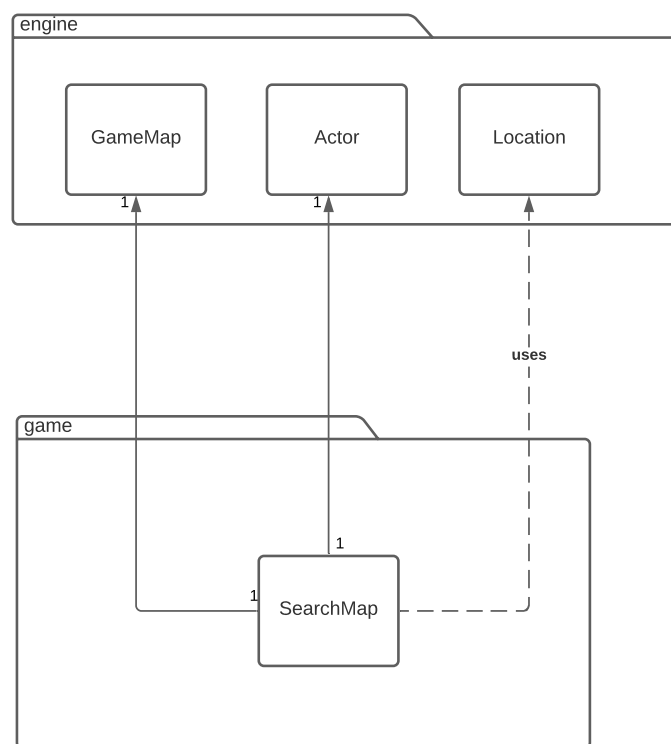 engine
GameMap
Actor
Location
1
1
uses
game
1
1
SearchMap